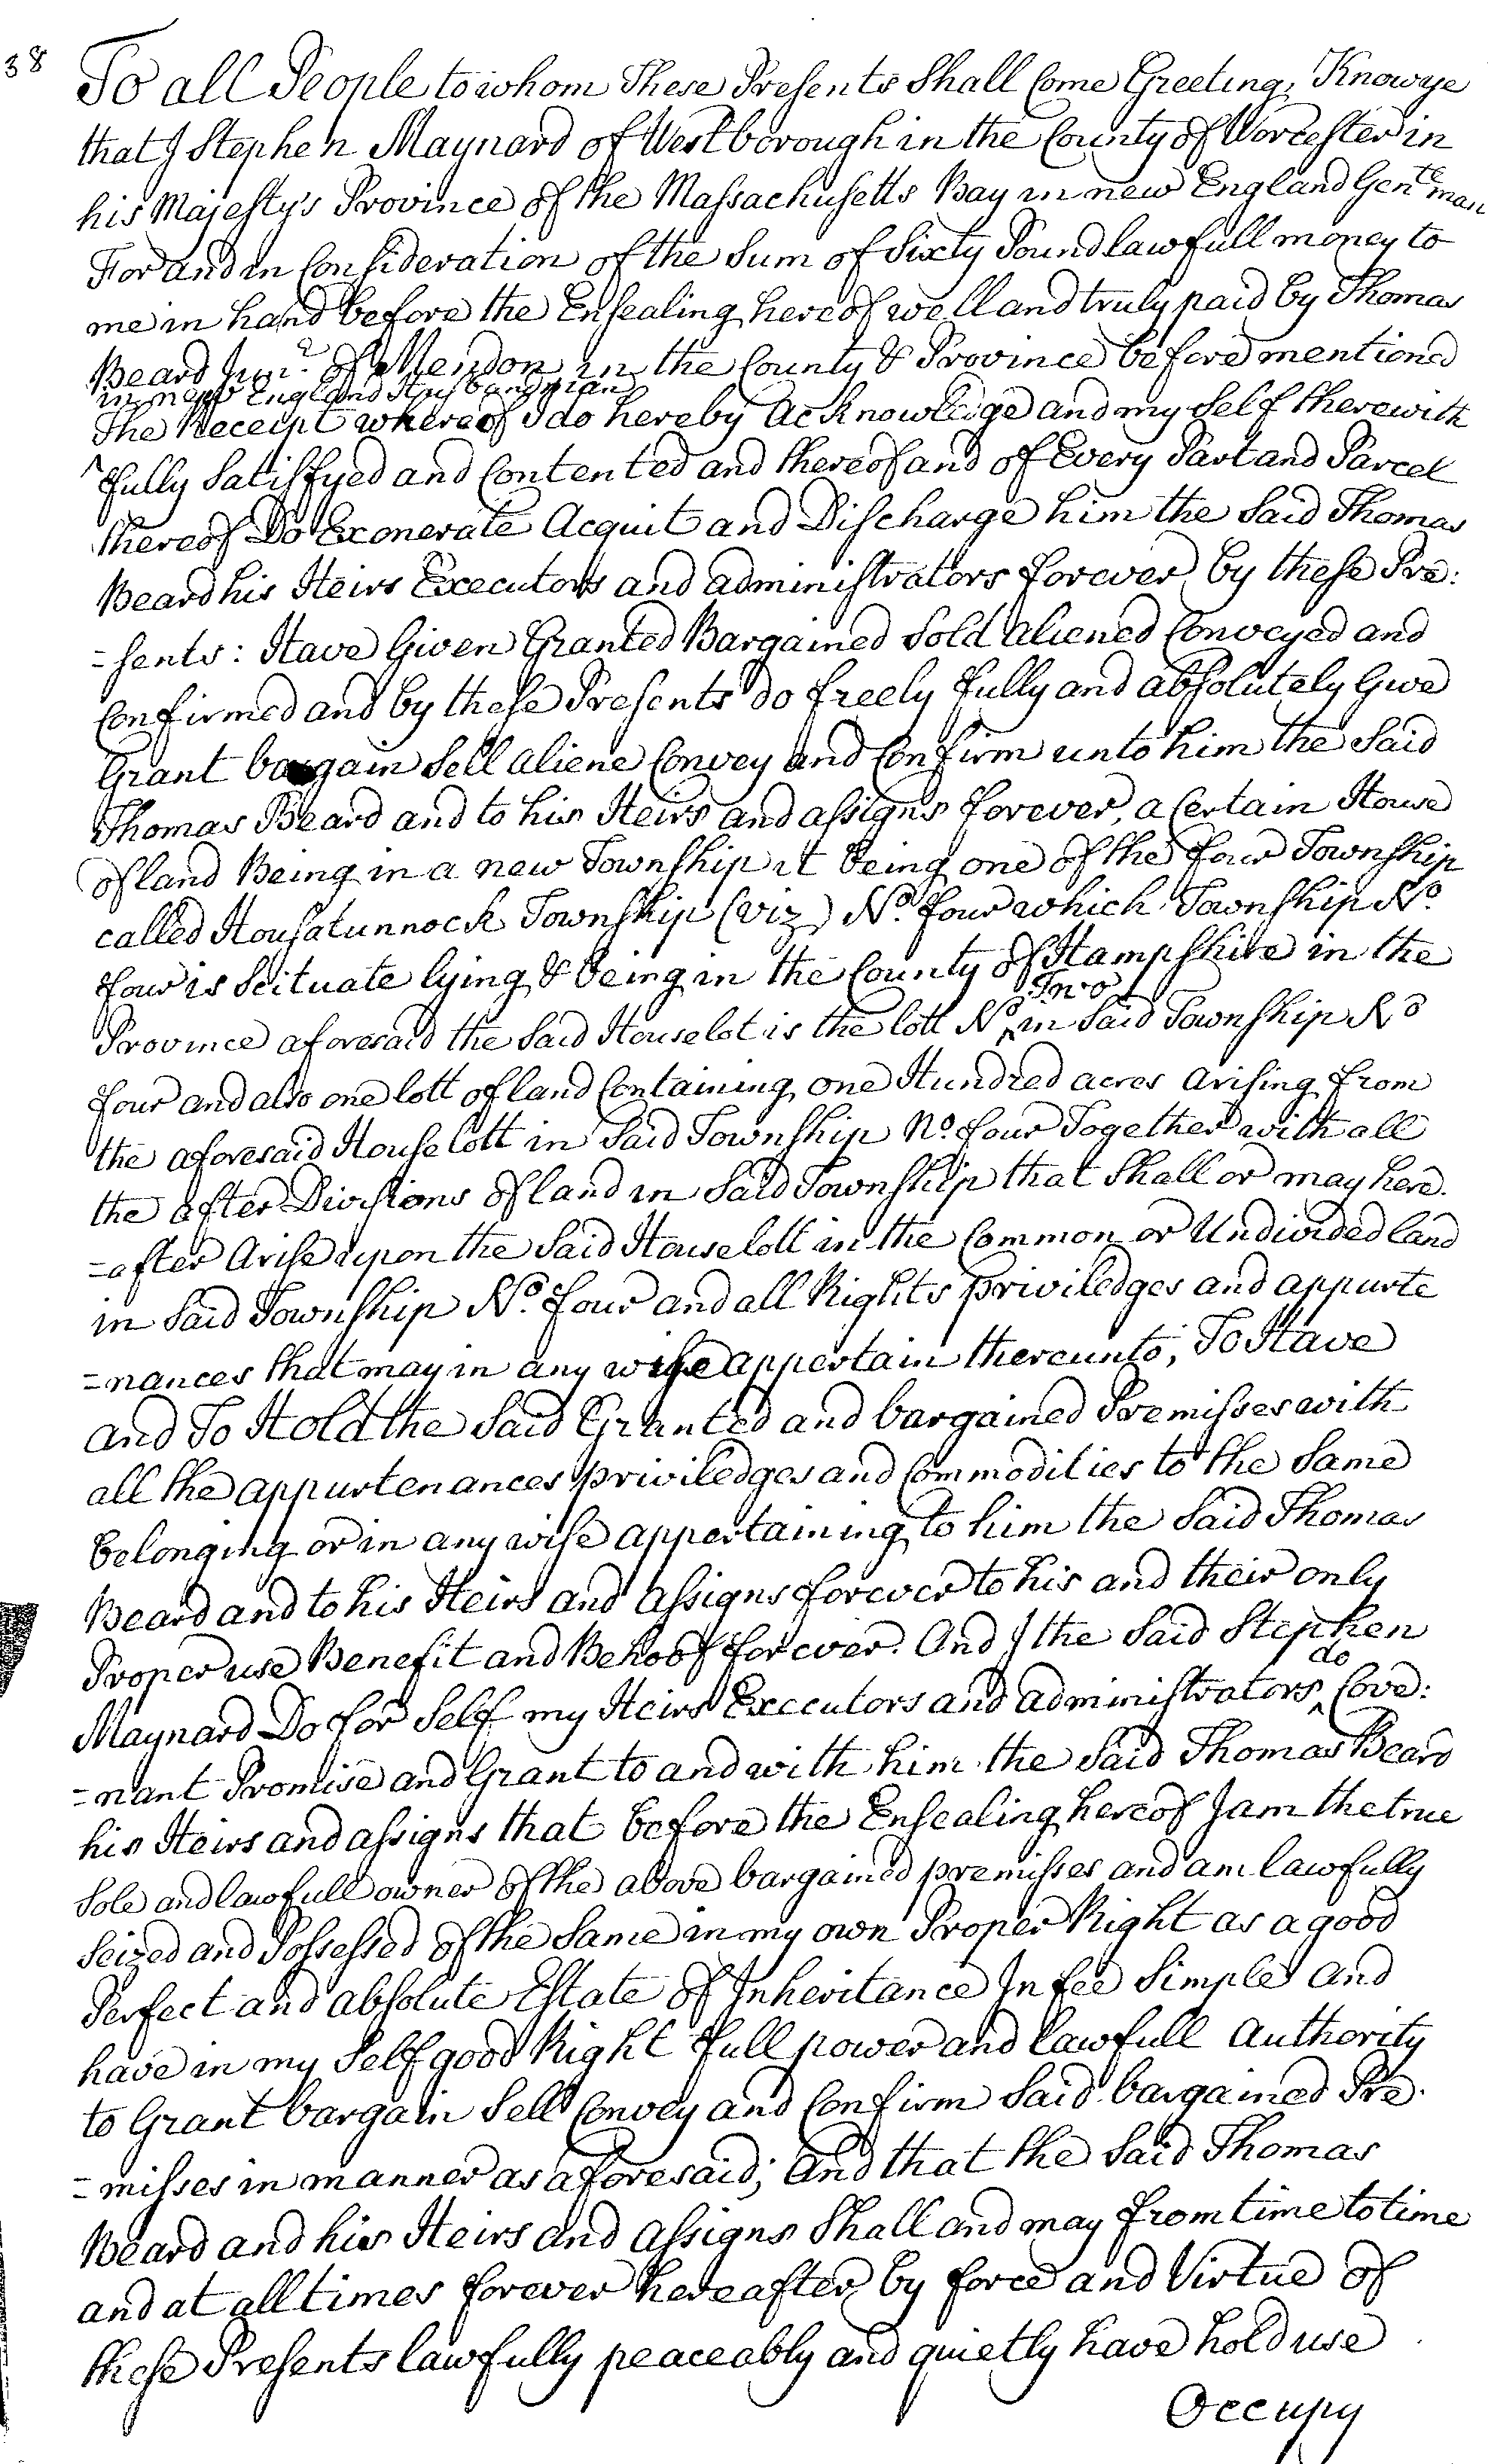 38
To all People to whom These Presents Shall Come Greeting, Know ye
that I Stephen Maynard of Westborough in the County of Worcester in
his Majesty's Province of the Massachusetts Bay in new England Gentleman
For and in Consideration of the Sum of Sixty Pound lawfull money to
me in hand before the Ensealing hereof well and truly paid by Thomas
Beard Junr. of Mendon in the County & Province before mentioned
in new England Husbandman
The Receipt whereof I do hereby Acknowledge and my Self therewith
fully Satisfyed and Contented and thereof and of Every Part and Parcel
thereof Do Exonerate Acquit and Discharge him the Said Thomas
Beard his Heirs Executors and administrators forever by these Pre:
=sents: Have Given Granted Bargained Sold aliened Conveyed and
Confirmed and by these Presents do freely fully and absolutely Give
Grant bargain Sell aliene Convey and Confirm unto him the Said
Thomas Beard and to his Heirs and assigns forever, a Certain House
of land Being in a new Township it being one of the four Township
called Housatunnock Township (viz) No. four which Township No.
four is Scituate lying & being in the County of Hampshire in the
Province aforesaid the Said House lot is the lott No. ^Two in Said Township No
four and also one lott of land Containing one Hundred acres arising from
the aforesaid House lott in Said Township No. four Together with all
the after Divisions of land in Said Township that Shall or may here.
=after Arise upon the Said House lott in the Common or Undivided land
in Said Township No. four and all Rights priviledges and appurte
=nances that may in any wise appertain thereunto; To Have
and To Hold the Said Granted and bargained Premisses with
all the appurtenances priviledges and Commodities to the Same
belonging or in any wise appertaining to him the Said Thomas
Beard and to his Heirs and assigns forever to his and their only
Proper use Benefit and Behoof forever. And I the Said Stephen
Maynard Do for Self my Heirs Executors and administrators ^do Cove:
=nant Promise and Grant to and with him the Said Thomas Beard
his Heirs and assigns that before the Ensealing hereof I am the true
Sole and lawfull owner of the above bargained premisses and am lawfully
Seized and Possessed of the Same in my own Proper Right as a good
Perfect and absolute Estate of Inheritance In fee Simple And
have in my Self good Right full power and lawfull Authority
to Grant bargain Sell Convey and Confirm Said bargained Pre.
=misses in manner as aforesaid; And that the Said Thomas
Beard and his Heirs and assigns Shall and may from time to time
and at all times forever hereafter by force and Virtue of
these Presents lawfully peaceably and quietly have hold use
Occupy